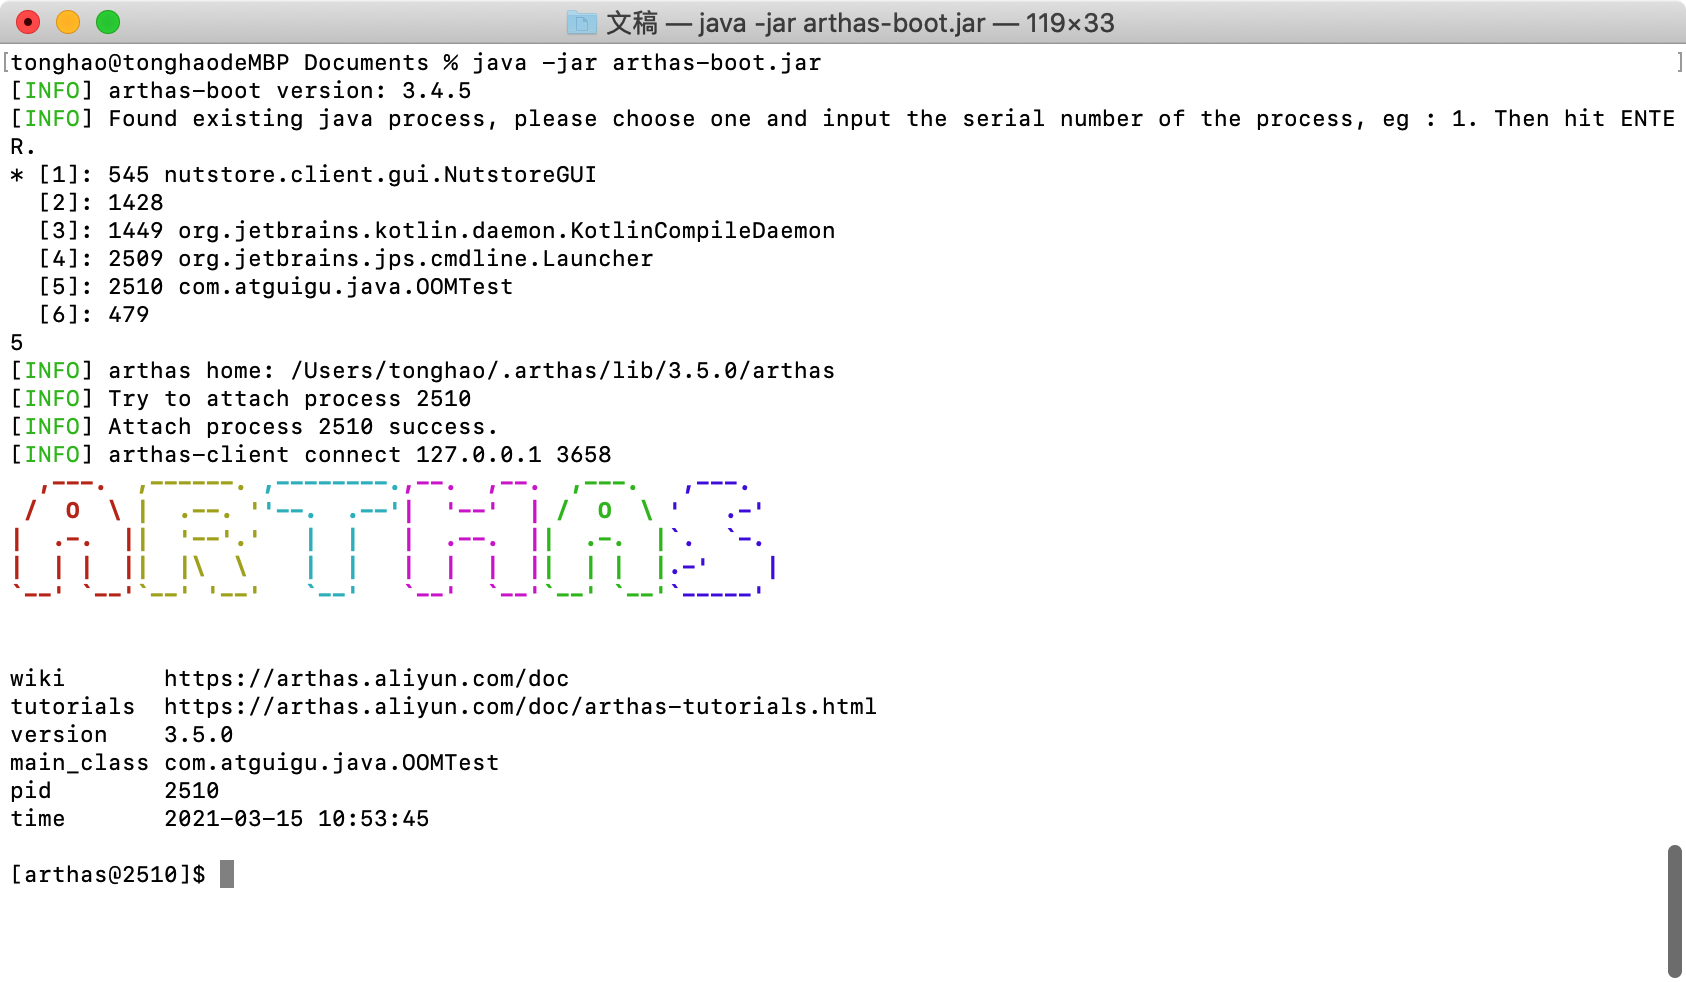 文稿 — java -jar arthas-boot.jar — 119×33
[tonghao@tonghaodeMBP Documents % java -jar arthas-boot.jar ]
[INFO] arthas-boot version: 3.4.5
[INFO] Found existing java process, please choose one and input the serial number of the process, eg : 1. Then hit ENTE
R.
* [1]: 545 nutstore.client.gui.NutstoreGUI
  [2]: 1428
  [3]: 1449 org.jetbrains.kotlin.daemon.KotlinCompileDaemon
  [4]: 2509 org.jetbrains.jps.cmdline.Launcher
  [5]: 2510 com.atguigu.java.OOMTest
  [6]: 479
5
[INFO] arthas home: /Users/tonghao/.arthas/lib/3.5.0/arthas
[INFO] Try to attach process 2510
[INFO] Attach process 2510 success.
[INFO] arthas-client connect 127.0.0.1 3658
ARTHAS
wiki       https://arthas.aliyun.com/doc
tutorials  https://arthas.aliyun.com/doc/arthas-tutorials.html
version    3.5.0
main_class com.atguigu.java.OOMTest
pid        2510
time       2021-03-15 10:53:45
[arthas@2510]$